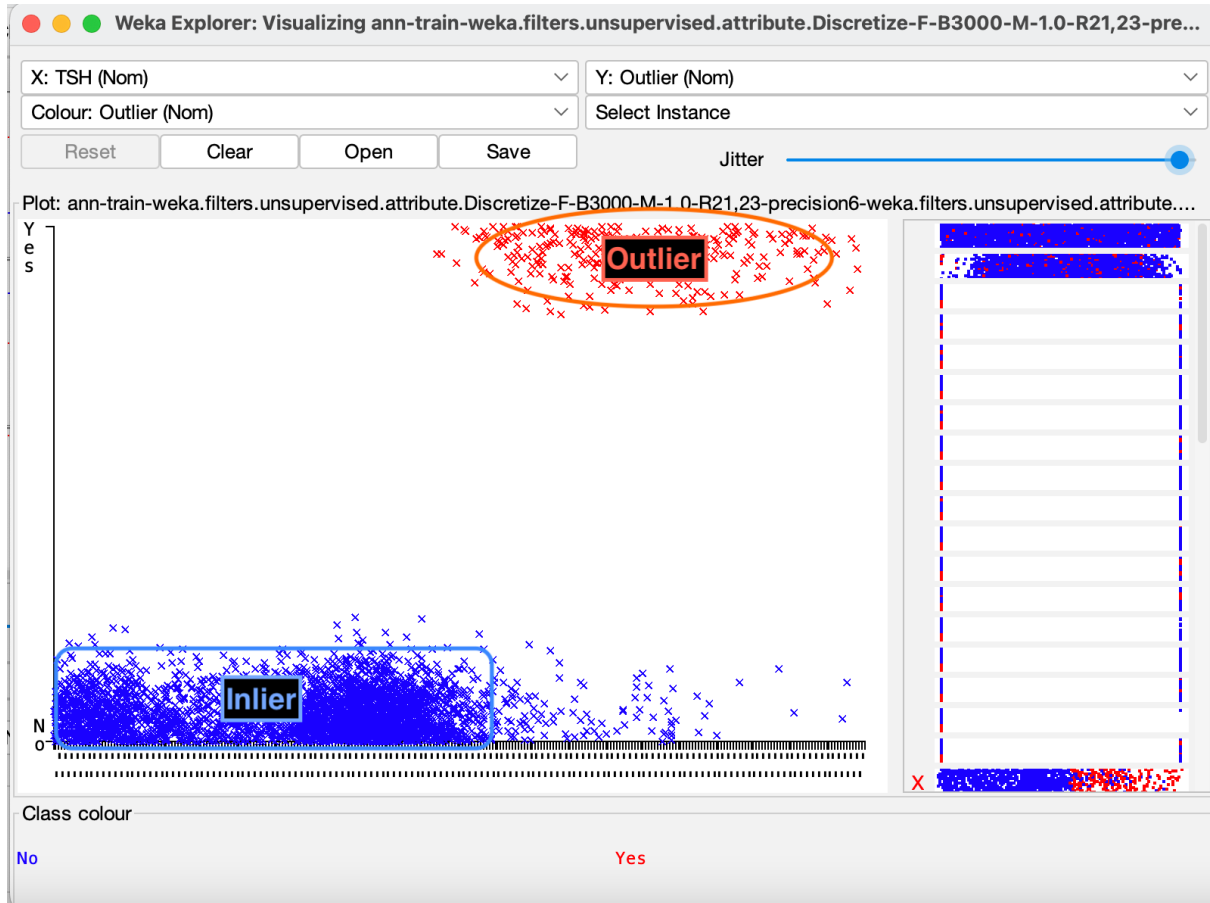 Weka Explorer: Visualizing ann-train-weka.filters.unsupervised.attribute.Discretize-F-B3000-M-1.0-R21,23-pre...
X: TSH (Nom)
Y: Outlier (Nom)
Colour: Outlier (Nom)
Select Instance
Reset
Clear
Open
Save
Jitter
Plot: ann-train-weka.filters.unsupervised.attribute.Discretize-F-B3000-M-1.0-R21,23-precision6-weka.filters.unsupervised.attribute....
Yes
Outlier
Inlier
No
X
Class colour
No
Yes